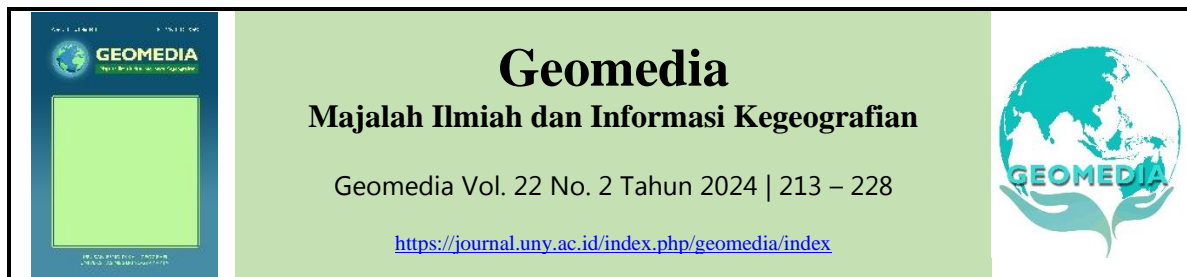 GEOMEDIA
Geomedia
Majalah Ilmiah dan Informasi Kegeografian
Geomedia Vol. 22 No. 2 Tahun 2024 | 213 – 228
https://journal.uny.ac.id/index.php/geomedia/index
GEOMEDIA